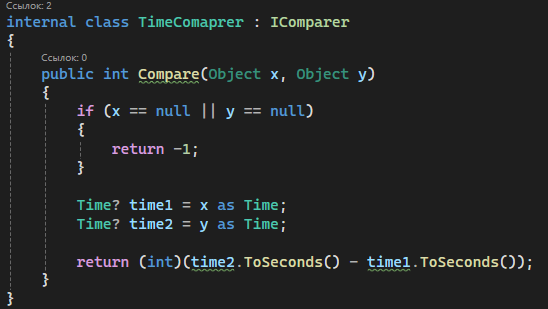 Ссылок: 2
internal class TimeComaprer : IComparer
{
Ссылок: 0
public int Compare(Object x, Object y)
{
if (x == null || y == null)
{
return -1;
}
Time? time1 = x as Time;
Time? time2 = y as Time;
return (int)(time2.ToSeconds() - time1.ToSeconds());
}
}